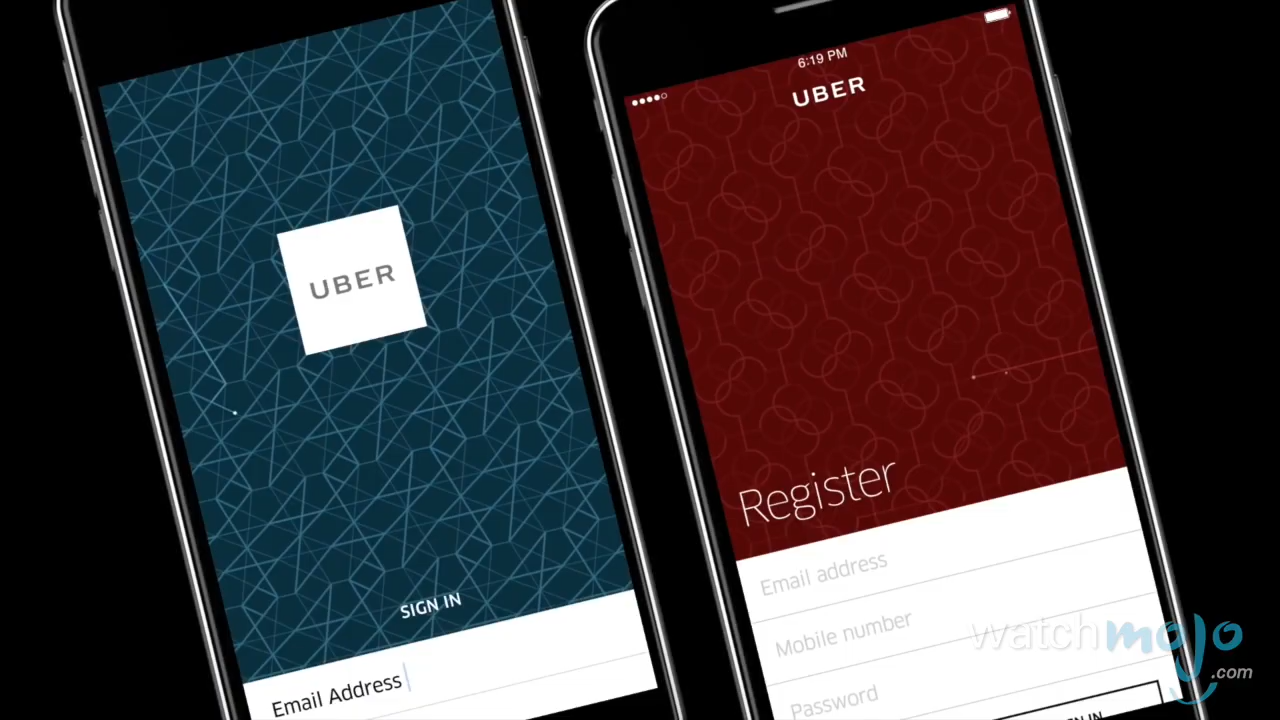 UBER
SIGN IN
Email Address
6:19 PM
UBER
Register
Email address
Mobile number
Password
watchmojo
.com